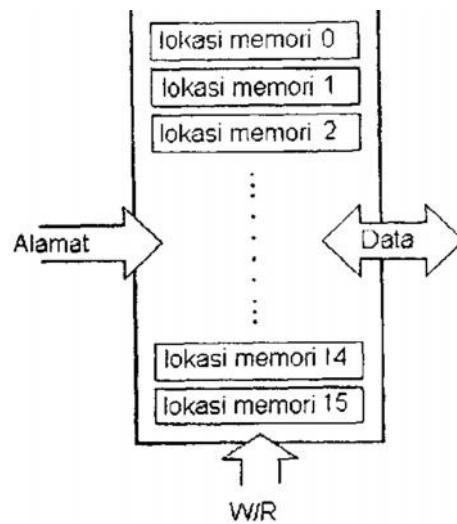 lokasi memori 0
lokasi memori 1
lokasi memori 2
Alamat
Data
lokasi memori 14
lokasi memori 15
W/R